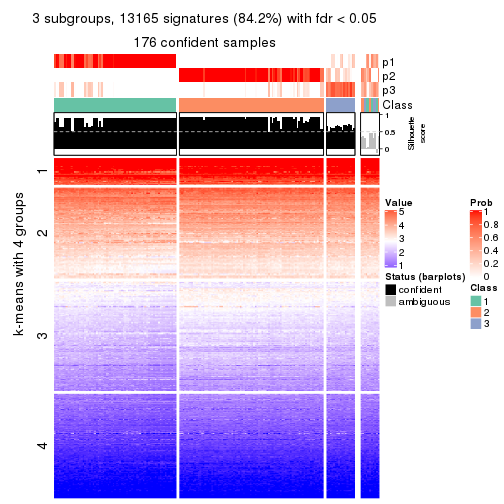 3 subgroups, 13165 signatures (84.2%) with fdr < 0.05
176 confident samples
p1
p2
p3
Class
1
0.5
0
Silhouette
score
k-means with 4 groups
1
2
3
4
Value
5
4
3
2
1
Status (barplots)
confident
ambiguous
Prob
1
0.8
0.6
0.4
0.2
0
Class
1
2
3